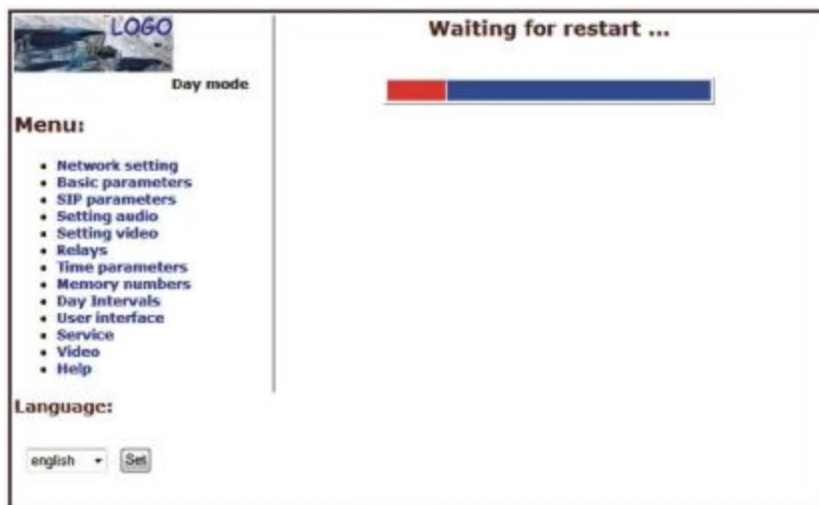 LOGO
Day mode
Menu:
Network setting
Basic parameters
SIP parameters
Setting audio
Setting video
Relays
Time parameters
Memory numbers
Day Intervals
User interface
Service
Video
Help
Language:
english
Set
Waiting for restart ...